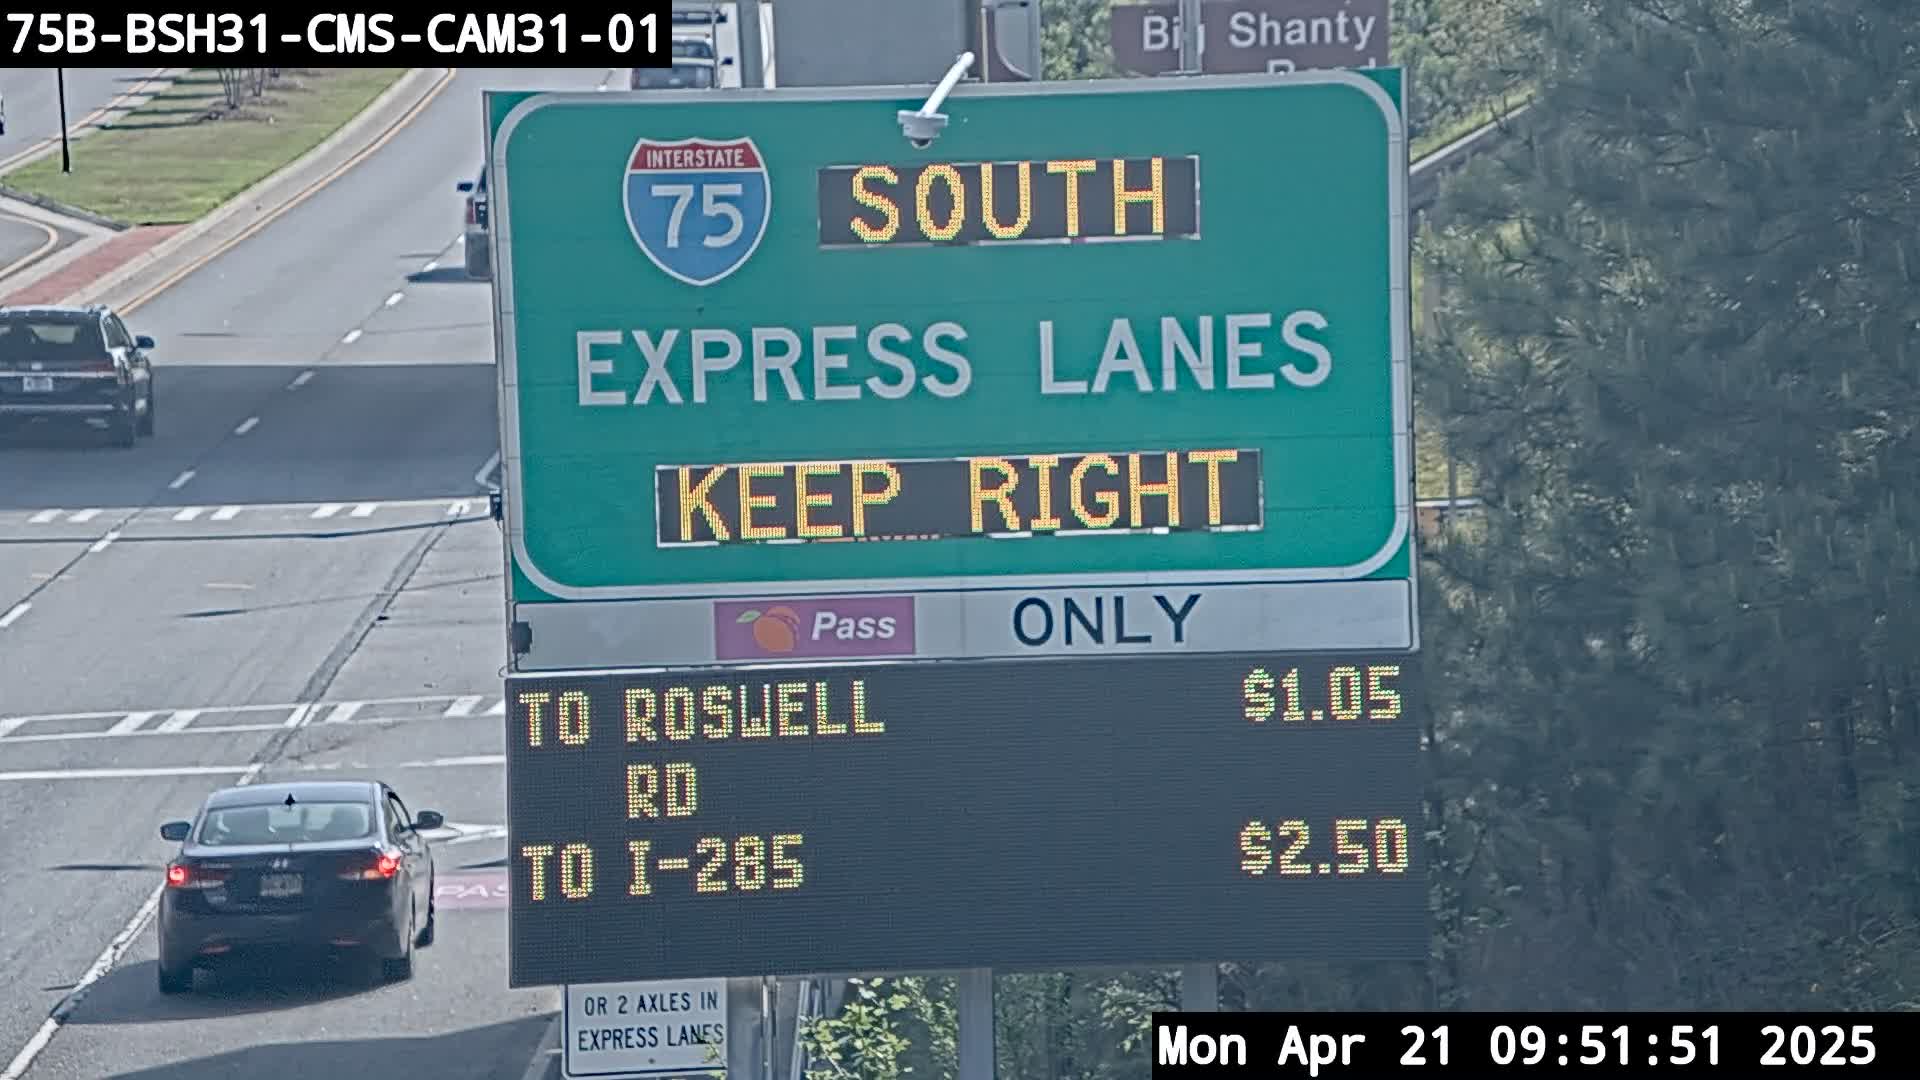 75B-BSH31-CMS-CAM31-01
Big Shanty
Road
INTERSTATE
75
SOUTH
EXPRESS LANES
KEEP RIGHT
Pass
ONLY
TO ROSWELL $1.05
RD
TO I-285 $2.50
PAS
OR 2 AXLES IN
EXPRESS LANES
Mon Apr 21 09:51:51 2025